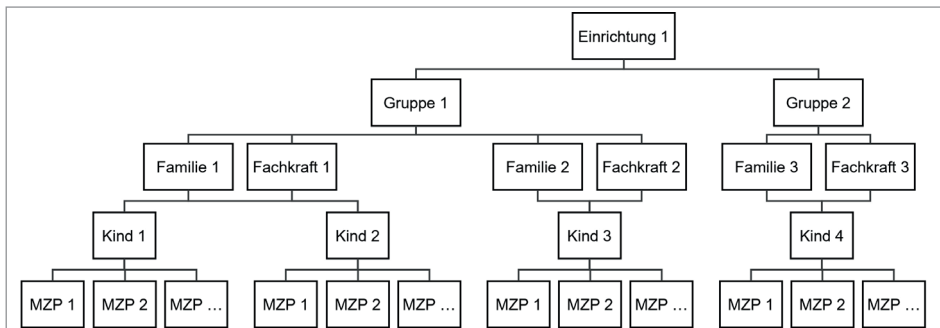 Einrichtung 1
Gruppe 1 Gruppe 2
Familie 1 Fachkraft 1 Familie 2 Fachkraft 2 Familie 3 Fachkraft 3
Kind 1 Kind 2 Kind 3 Kind 4
MZP 1 MZP 2 MZP … MZP 1 MZP 2 MZP … MZP 1 MZP 2 MZP … MZP 1 MZP 2 MZP …